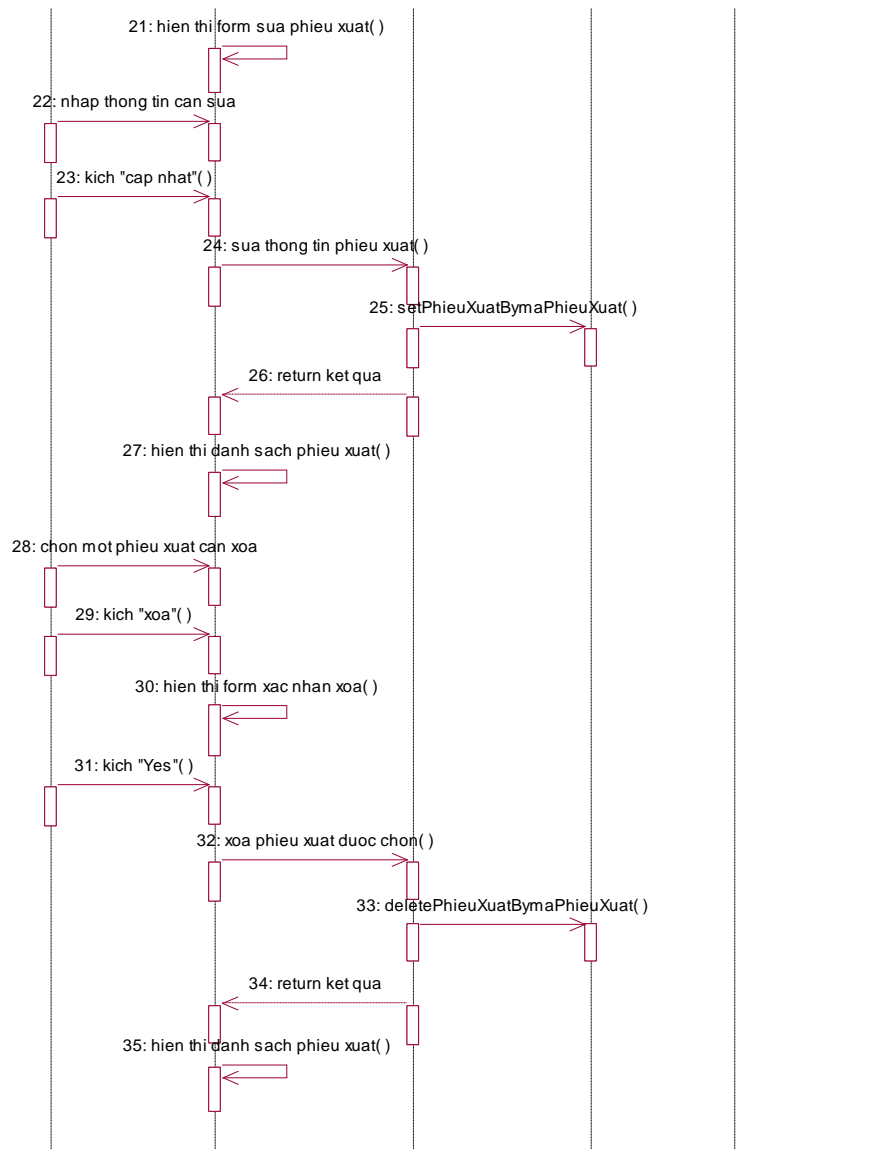 21: hien thi form sua phieu xuat( )
22: nhap thong tin can sua
23: kich "cap nhat"( )
24: sua thong tin phieu xuat( )
25: setPhieuXuatBymaPhieuXuat( )
26: return ket qua
27: hien thi danh sach phieu xuat( )
28: chon mot phieu xuat can xoa
29: kich "xoa"( )
30: hien thi form xac nhan xoa( )
31: kich "Yes"( )
32: xoa phieu xuat duoc chon( )
33: deletePhieuXuatBymaPhieuXuat( )
34: return ket qua
35: hien thi danh sach phieu xuat( )